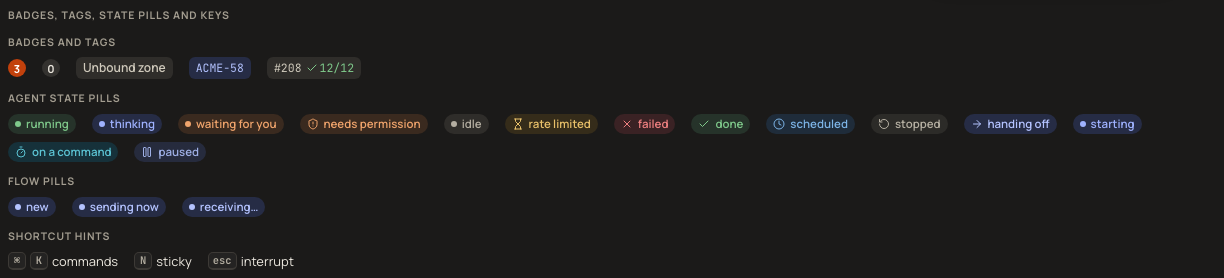 BADGES, TAGS, STATE PILLS AND KEYS
BADGES AND TAGS
3 0 Unbound zone ACME-58 #208 ✓ 12/12
AGENT STATE PILLS
running thinking waiting for you needs permission idle rate limited failed done scheduled stopped handing off starting
on a command paused
FLOW PILLS
new sending now receiving…
SHORTCUT HINTS
⌘ K commands N sticky esc interrupt